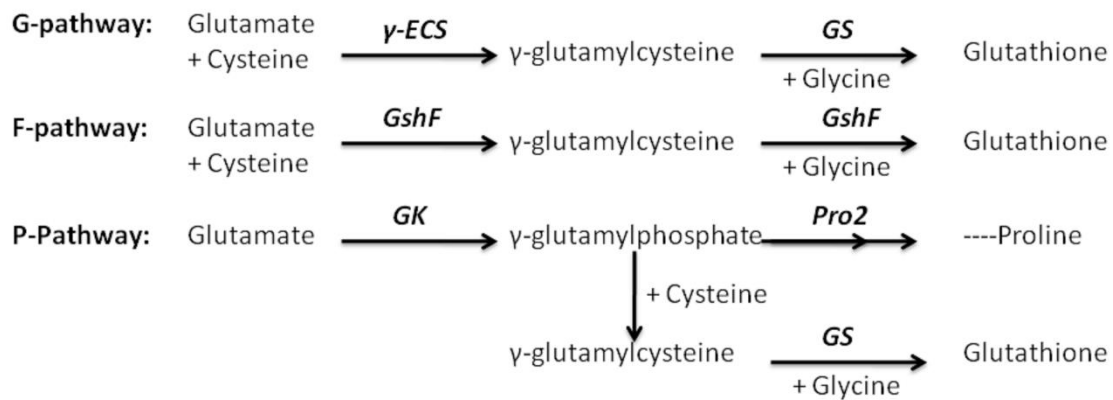 G-pathway: Glutamate + Cysteine γ-ECS γ-glutamylcysteine GS + Glycine Glutathione
F-pathway: Glutamate + Cysteine GshF γ-glutamylcysteine GshF + Glycine Glutathione
P-Pathway: Glutamate GK γ-glutamylphosphate Pro2 ----Proline
+ Cysteine
γ-glutamylcysteine GS + Glycine Glutathione